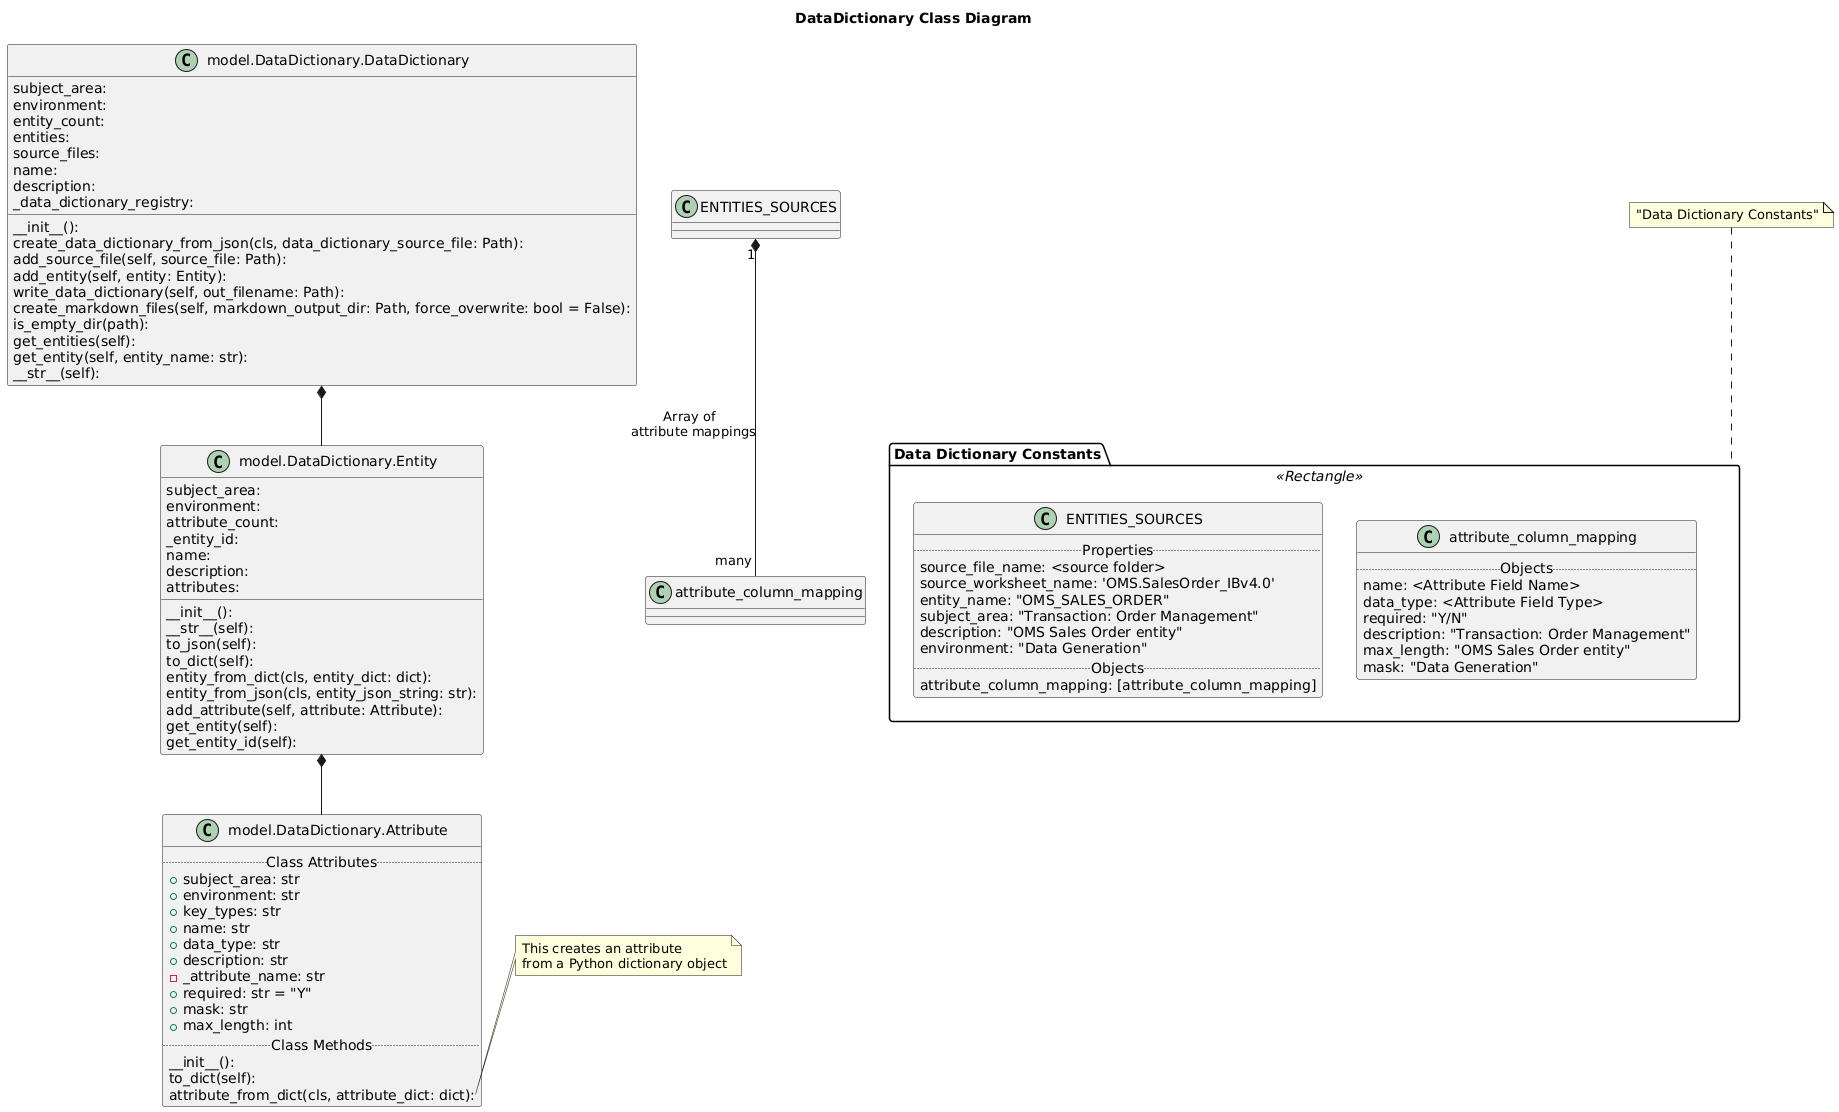 DataDictionary Class Diagram
C model.DataDictionary.DataDictionary
subject_area:
environment:
entity_count:
entities:
source_files:
name:
description:
_data_dictionary_registry:
__init__():
create_data_dictionary_from_json(cls, data_dictionary_source_file: Path):
add_source_file(self, source_file: Path):
add_entity(self, entity: Entity):
write_data_dictionary(self, out_filename: Path):
create_markdown_files(self, markdown_output_dir: Path, force_overwrite: bool = False):
is_empty_dir(path):
get_entities(self):
get_entity(self, entity_name: str):
__str__(self):
C ENTITIES_SOURCES
1
Array of
attribute mappings
many
C attribute_column_mapping
"Data Dictionary Constants"
C model.DataDictionary.Entity
subject_area:
environment:
attribute_count:
_entity_id:
name:
description:
attributes:
__init__():
__str__(self):
to_json(self):
to_dict(self):
entity_from_dict(cls, entity_dict: dict):
entity_from_json(cls, entity_json_string: str):
add_attribute(self, attribute: Attribute):
get_entity(self):
get_entity_id(self):
Data Dictionary Constants
«Rectangle»
C ENTITIES_SOURCES
Properties
source_file_name: <source folder>
source_worksheet_name: 'OMS.SalesOrder_IBv4.0'
entity_name: "OMS_SALES_ORDER"
subject_area: "Transaction: Order Management"
description: "OMS Sales Order entity"
environment: "Data Generation"
Objects
attribute_column_mapping: [attribute_column_mapping]
C attribute_column_mapping
Objects
name: <Attribute Field Name>
data_type: <Attribute Field Type>
required: "Y/N"
description: "Transaction: Order Management"
max_length: "OMS Sales Order entity"
mask: "Data Generation"
C model.DataDictionary.Attribute
Class Attributes
subject_area: str
environment: str
key_types: str
name: str
data_type: str
description: str
_attribute_name: str
required: str = "Y"
mask: str
max_length: int
Class Methods
__init__():
to_dict(self):
attribute_from_dict(cls, attribute_dict: dict):
This creates an attribute
from a Python dictionary object